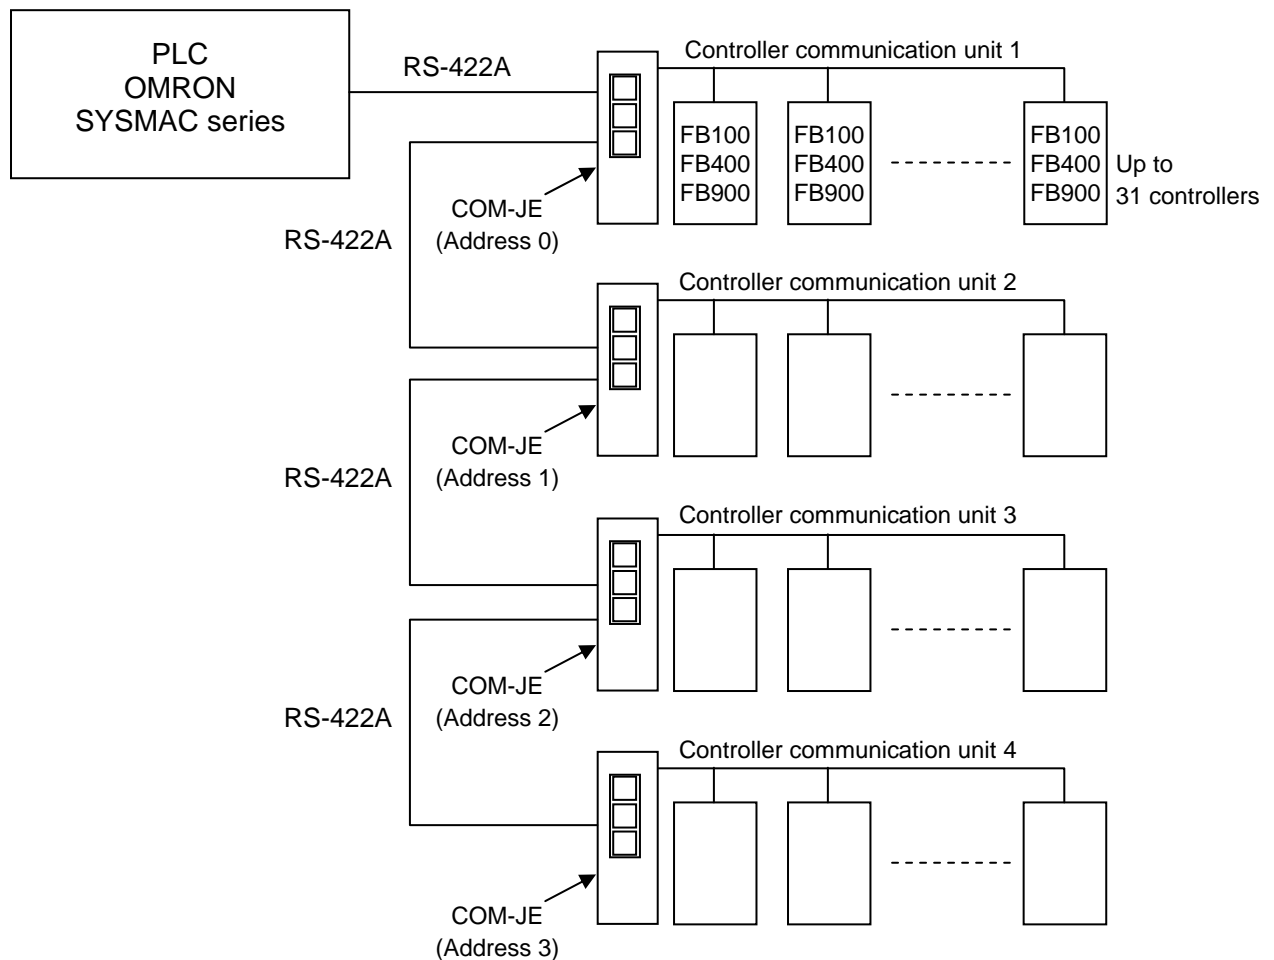 PLC
OMRON
SYSMAC series
RS-422A
Controller communication unit 1
FB100
FB400
FB900
FB100
FB400
FB900
FB100
FB400
FB900
Up to
31 controllers
COM-JE
(Address 0)
RS-422A
Controller communication unit 2
COM-JE
(Address 1)
RS-422A
Controller communication unit 3
COM-JE
(Address 2)
RS-422A
Controller communication unit 4
COM-JE
(Address 3)